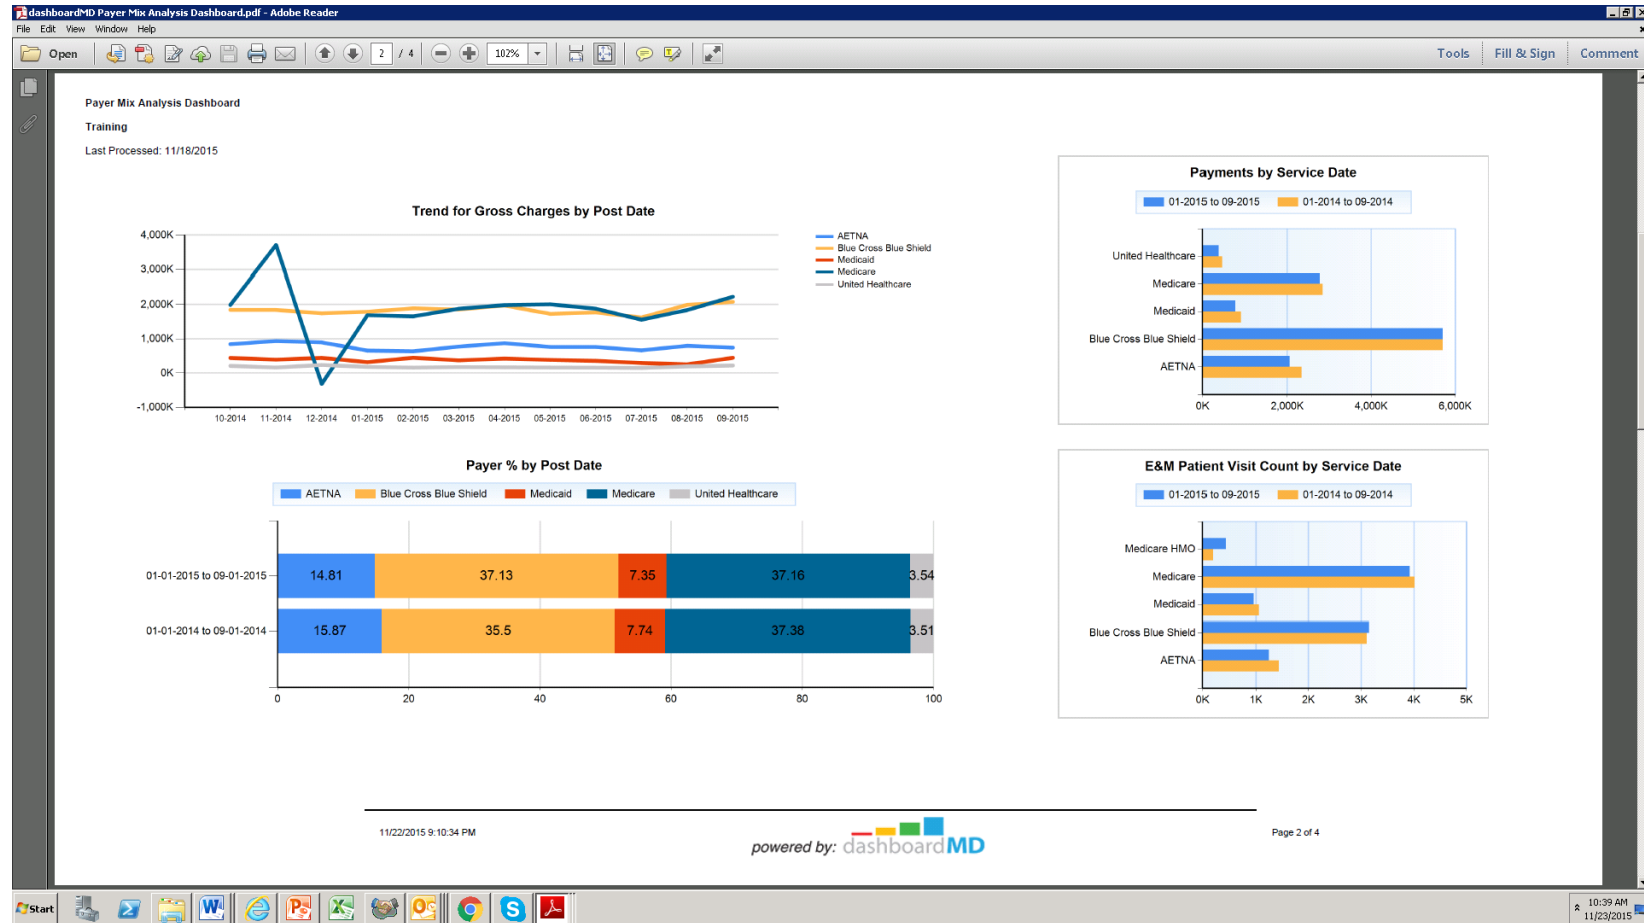 dashboardMD Payer Mix Analysis Dashboard.pdf - Adobe Reader
File Edit View Window Help
Open 2 / 4 102% Tools Fill & Sign Comment
Payer Mix Analysis Dashboard
Training
Last Processed: 11/18/2015
Trend for Gross Charges by Post Date
4,000K
3,000K
2,000K
1,000K
0K
-1,000K
10-2014 11-2014 12-2014 01-2015 02-2015 03-2015 04-2015 05-2015 06-2015 07-2015 08-2015 09-2015
AETNA
Blue Cross Blue Shield
Medicaid
Medicare
United Healthcare
Payments by Service Date
01-2015 to 09-2015 01-2014 to 09-2014
United Healthcare
Medicare
Medicaid
Blue Cross Blue Shield
AETNA
0K 2,000K 4,000K 6,000K
Payer % by Post Date
AETNA Blue Cross Blue Shield Medicaid Medicare United Healthcare
01-01-2015 to 09-01-2015 14.81 37.13 7.35 37.16 3.54
01-01-2014 to 09-01-2014 15.87 35.5 7.74 37.38 3.51
0 20 40 60 80 100
E&M Patient Visit Count by Service Date
01-2015 to 09-2015 01-2014 to 09-2014
Medicare HMO
Medicare
Medicaid
Blue Cross Blue Shield
AETNA
0K 1K 2K 3K 4K 5K
11/22/2015 9:10:34 PM
powered by: dashboardMD
Page 2 of 4
Start
10:39 AM
11/23/2015